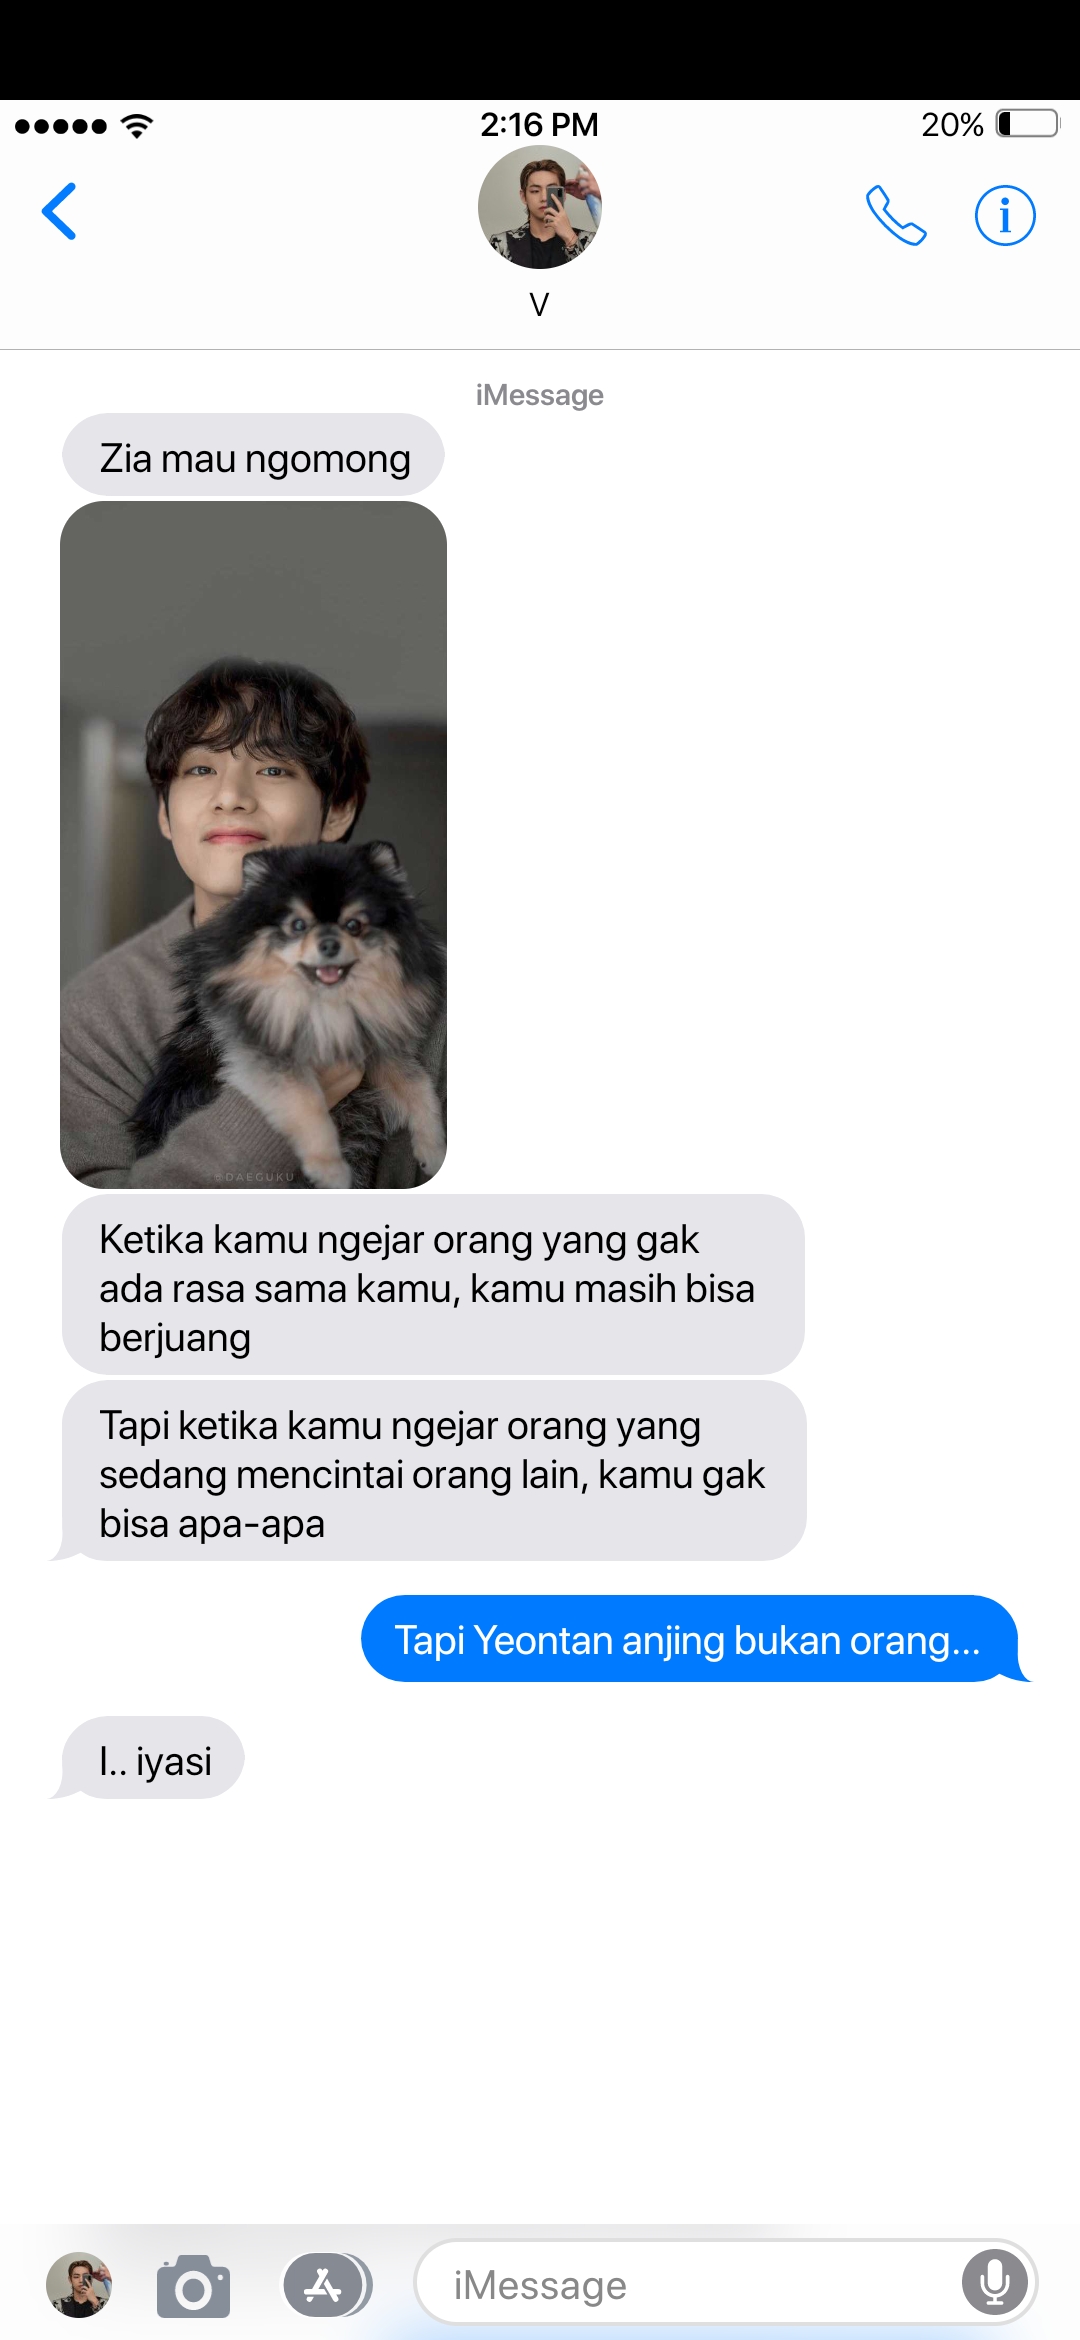 2:16 PM
20%
V
iMessage
Zia mau ngomong
@DAEGUKU
Ketika kamu ngejar orang yang gak
ada rasa sama kamu, kamu masih bisa
berjuang
Tapi ketika kamu ngejar orang yang
sedang mencintai orang lain, kamu gak
bisa apa-apa
Tapi Yeontan anjing bukan orang...
I.. iyasi
iMessage